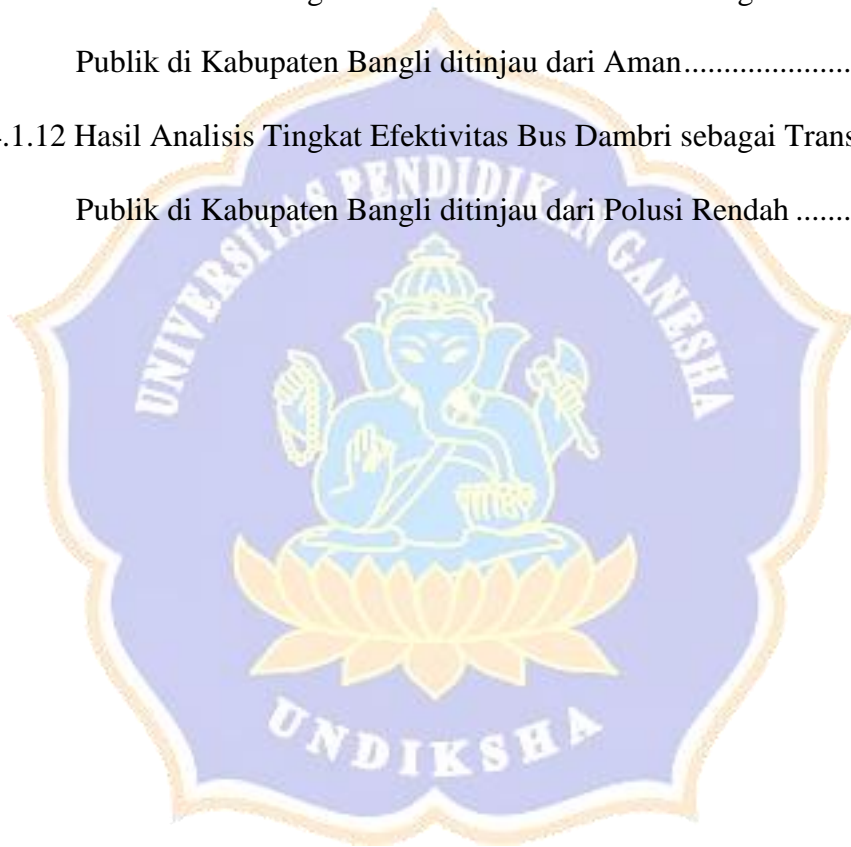 Publik di Kabupaten Bangli ditinjau dari Aman.....................
.1.12 Hasil Analisis Tingkat Efektivitas Bus Dambri sebagai Trans
Publik di Kabupaten Bangli ditinjau dari Polusi Rendah .......
UNIVERSITAS PENDIDIKAN GANESHA
UNDIKSHA